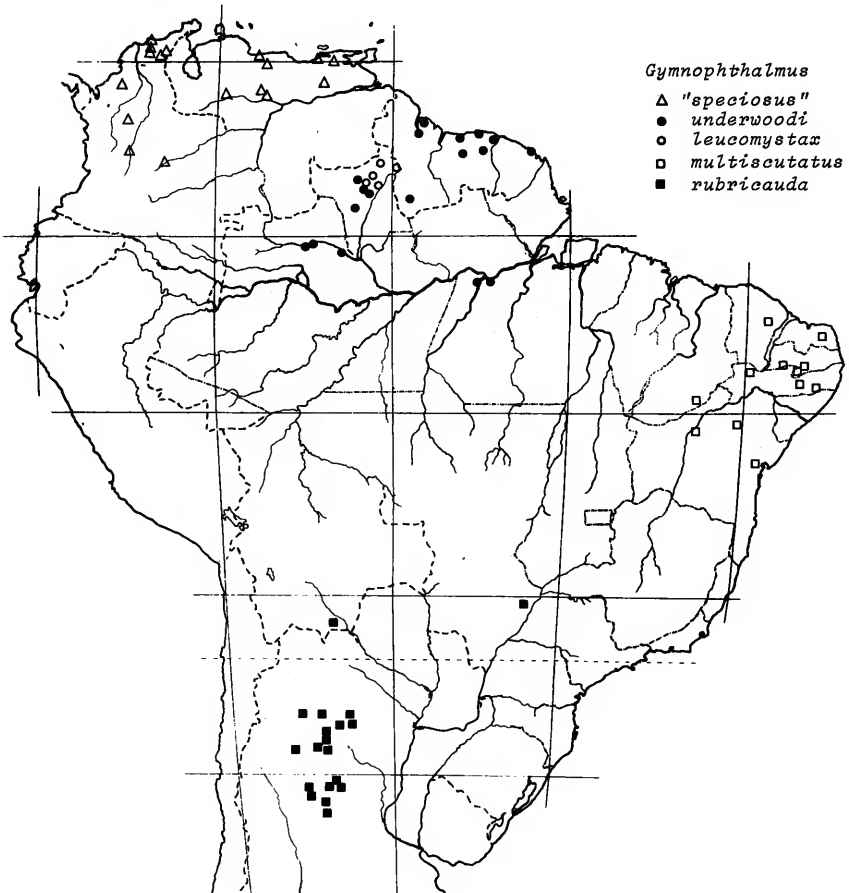 Gymnophthalmus
△ "speciosus"
● underwoodi
○ leucomystax
□ multiscutatus
■ rubricauda